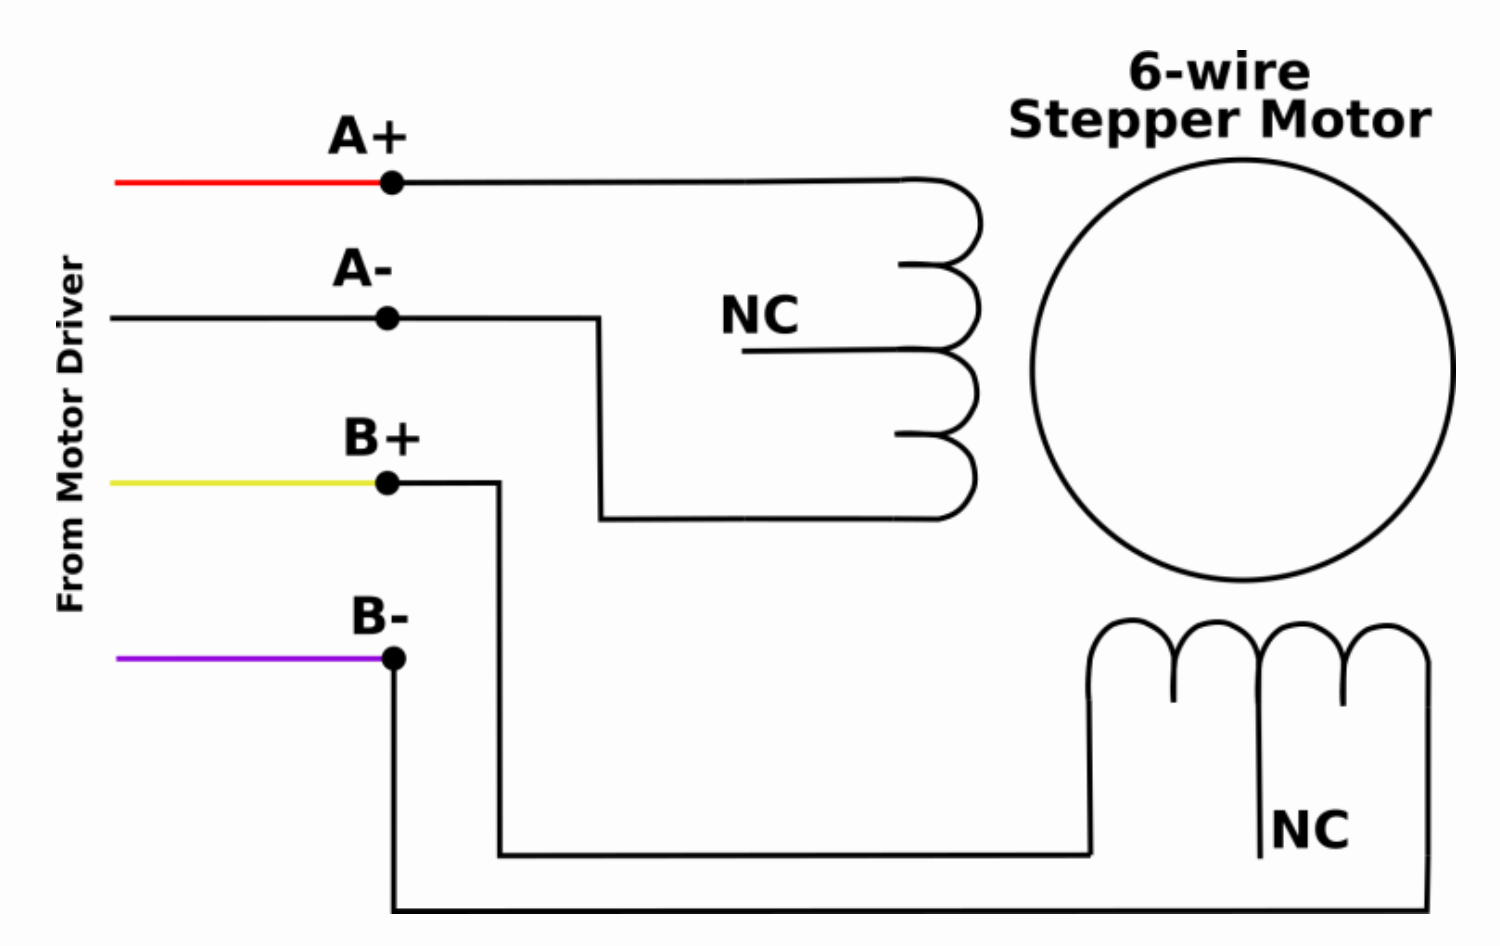 6-wire
Stepper Motor
A+
A-
NC
B+
B-
NC
From Motor Driver